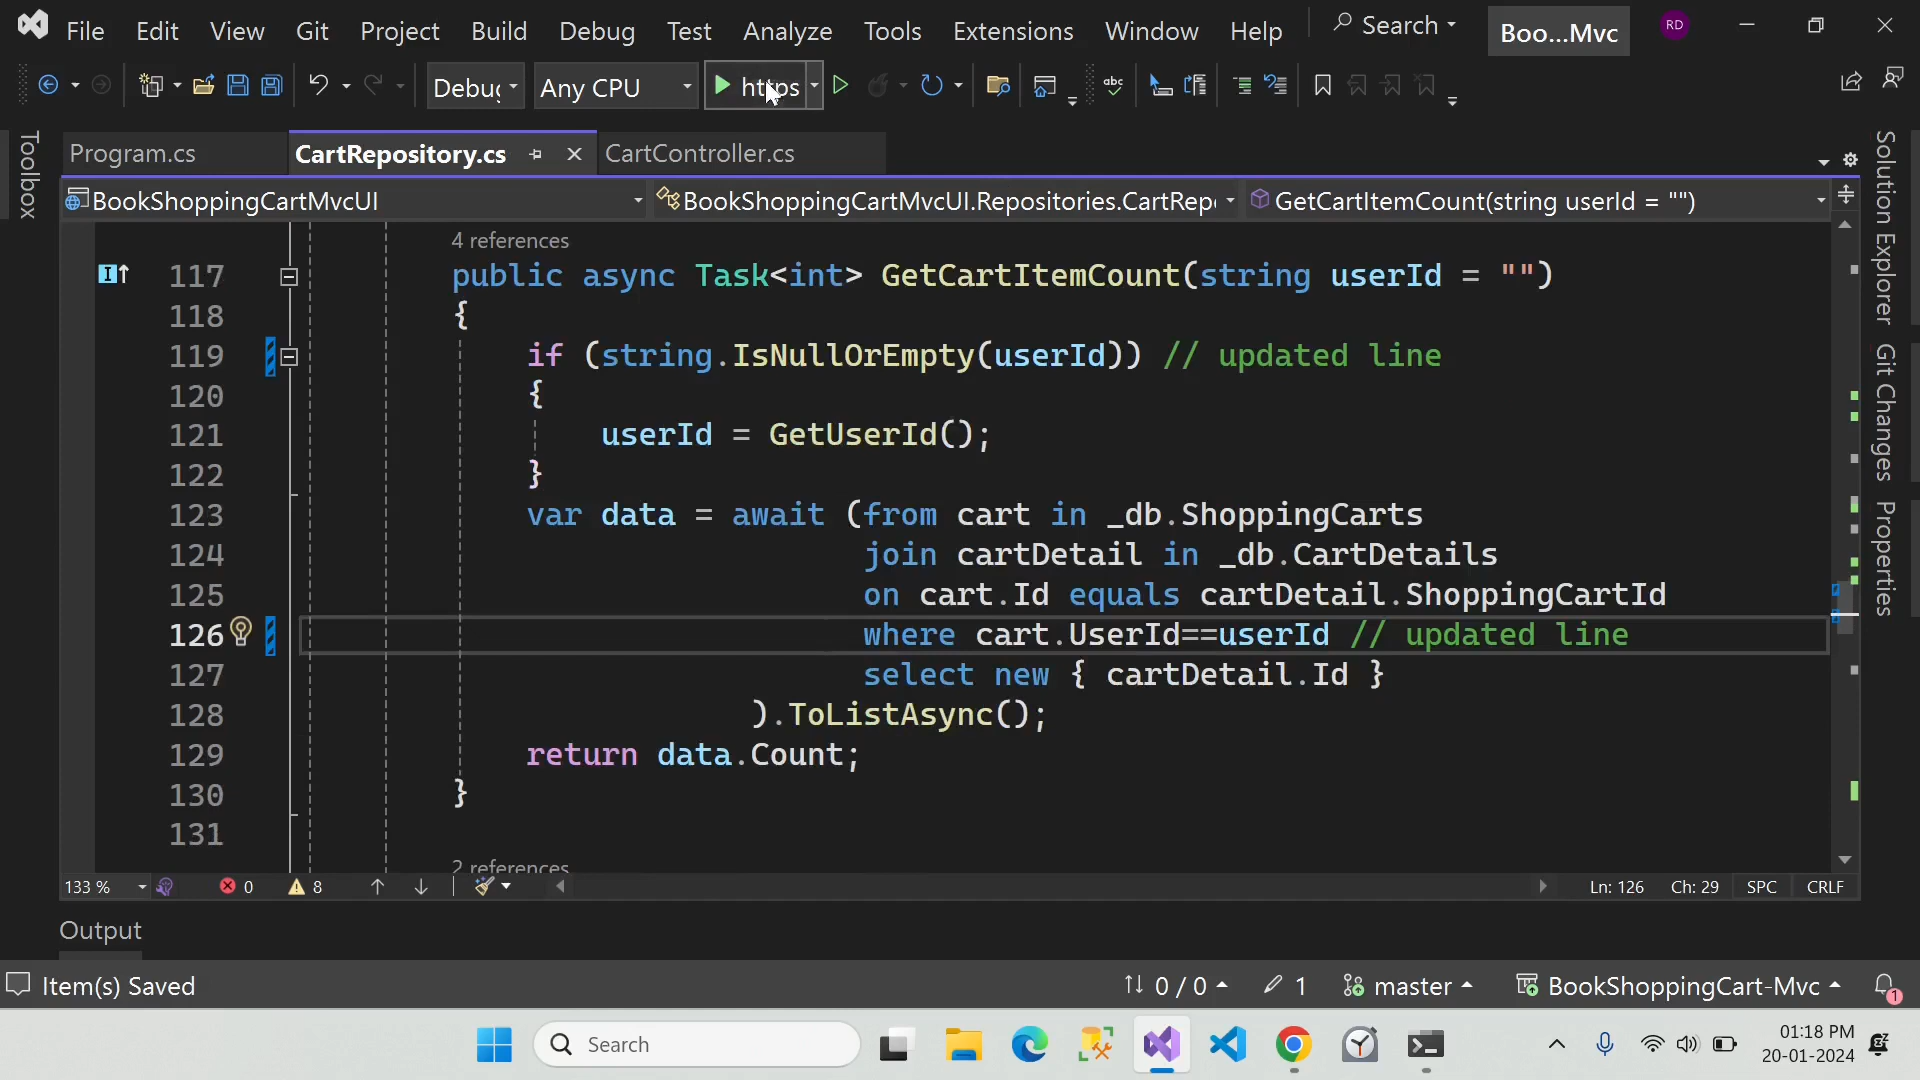 File Edit View Git Project Build Debug Test Analyze Tools Extensions Window Help Search Boo...Mvc RD
Debug Any CPU https
Toolbox
Program.cs CartRepository.cs CartController.cs
BookShoppingCartMvcUI BookShoppingCartMvcUI.Repositories.CartRep GetCartItemCount(string userId = "")
4 references
117 public async Task<int> GetCartItemCount(string userId = "")
118 {
119 if (string.IsNullOrEmpty(userId)) // updated line
120 {
121 userId = GetUserId();
122 }
123 var data = await (from cart in _db.ShoppingCarts
124 join cartDetail in _db.CartDetails
125 on cart.Id equals cartDetail.ShoppingCartId
126 where cart.UserId==userId // updated line
127 select new { cartDetail.Id }
128 ).ToListAsync();
129 return data.Count;
130 }
131
2 references
Solution Explorer
Git Changes
Properties
133 % 0 8 Ln: 126 Ch: 29 SPC CRLF
Output
Item(s) Saved 0 / 0 1 master BookShoppingCart-Mvc 1
Search
01:18 PM
20-01-2024